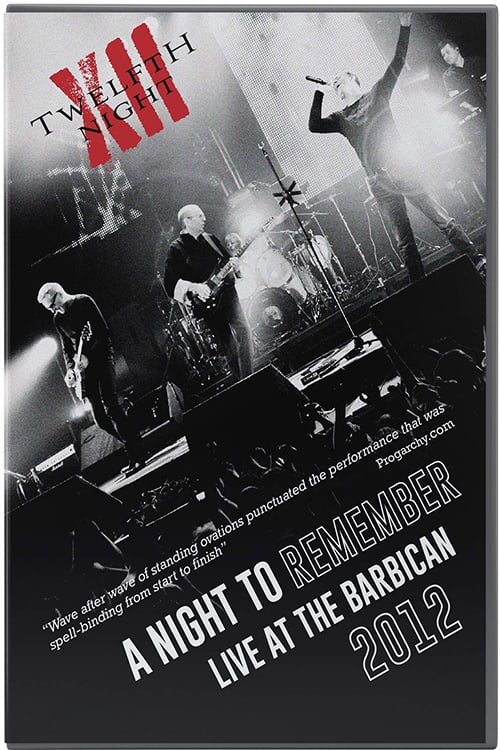 XII
TWELFTH
NIGHT
"Wave after wave of standing ovations punctuated the performance that was
spell-binding from start to finish"
Progarchy.com
A NIGHT TO REMEMBER
LIVE AT THE BARBICAN
2012